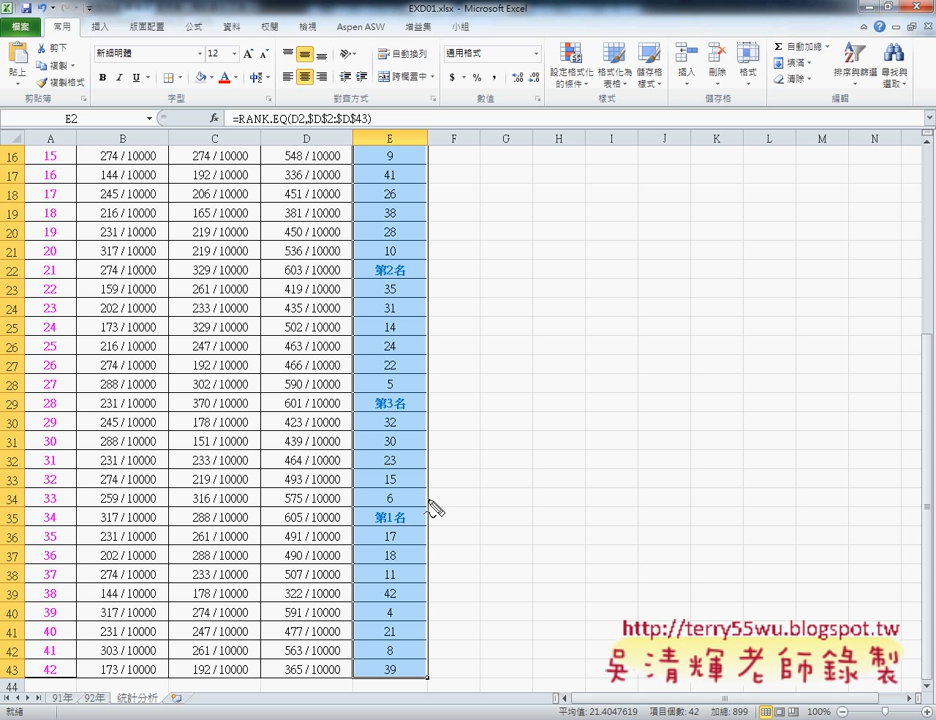 EXD01.xlsx - Microsoft Excel
檔案 常用 插入 版面配置 公式 資料 校閱 檢視 Aspen ASW 增益集 小組
貼上 剪下 複製 複製格式 剪貼簿
新細明體 12 B I U 字型
自動換列 跨欄置中 對齊方式
通用格式 $ % , 數值
設定格式化的條件 格式化為表格 儲存格樣式 樣式
插入 刪除 格式 儲存格
Σ 自動加總 填滿 清除 排序與篩選 尋找與選取 編輯
E2 fx =RANK.EQ(D2,$D$2:$D$43)
A B C D E F G H I J K L M N
16 15 274 / 10000 274 / 10000 548 / 10000 9
17 16 144 / 10000 192 / 10000 336 / 10000 41
18 17 245 / 10000 206 / 10000 451 / 10000 26
19 18 216 / 10000 165 / 10000 381 / 10000 38
20 19 231 / 10000 219 / 10000 450 / 10000 28
21 20 317 / 10000 219 / 10000 536 / 10000 10
22 21 274 / 10000 329 / 10000 603 / 10000 第2名
23 22 159 / 10000 261 / 10000 419 / 10000 35
24 23 202 / 10000 233 / 10000 435 / 10000 31
25 24 173 / 10000 329 / 10000 502 / 10000 14
26 25 216 / 10000 247 / 10000 463 / 10000 24
27 26 274 / 10000 192 / 10000 466 / 10000 22
28 27 288 / 10000 302 / 10000 590 / 10000 5
29 28 231 / 10000 370 / 10000 601 / 10000 第3名
30 29 245 / 10000 178 / 10000 423 / 10000 32
31 30 288 / 10000 151 / 10000 439 / 10000 30
32 31 231 / 10000 233 / 10000 464 / 10000 23
33 32 274 / 10000 219 / 10000 493 / 10000 15
34 33 259 / 10000 316 / 10000 575 / 10000 6
35 34 317 / 10000 288 / 10000 605 / 10000 第1名
36 35 231 / 10000 261 / 10000 491 / 10000 17
37 36 202 / 10000 288 / 10000 490 / 10000 18
38 37 274 / 10000 233 / 10000 507 / 10000 11
39 38 144 / 10000 178 / 10000 322 / 10000 42
40 39 317 / 10000 274 / 10000 591 / 10000 4
41 40 231 / 10000 247 / 10000 477 / 10000 21
42 41 303 / 10000 261 / 10000 563 / 10000 8
43 42 173 / 10000 192 / 10000 365 / 10000 39
44
http://terry55wu.blogspot.tw
吳清輝老師錄製
91年 92年 統計分析
就緒 平均值: 21.4047619 項目個數: 42 加總: 899 100%